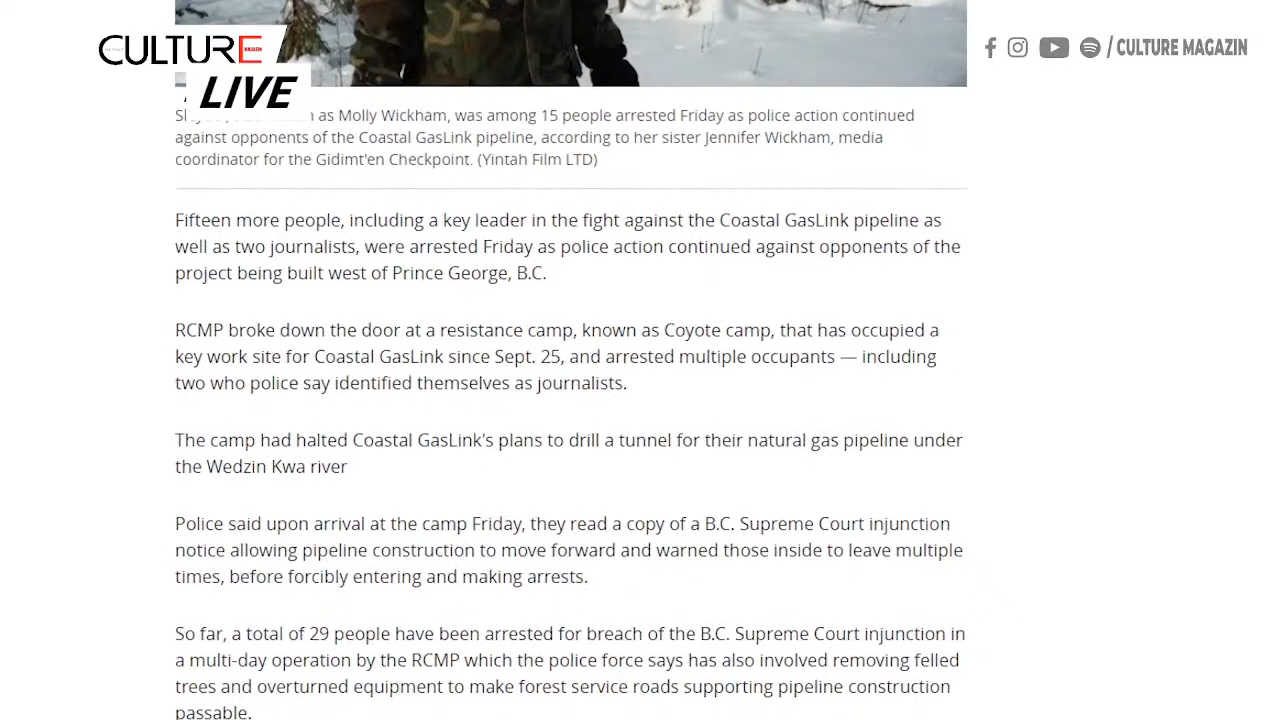 CULTURE
MAGAZIN
LIVE
/ CULTURE MAGAZIN
as Molly Wickham, was among 15 people arrested Friday as police action continued
against opponents of the Coastal GasLink pipeline, according to her sister Jennifer Wickham, media
coordinator for the Gidimt'en Checkpoint. (Yintah Film LTD)
Fifteen more people, including a key leader in the fight against the Coastal GasLink pipeline as
well as two journalists, were arrested Friday as police action continued against opponents of the
project being built west of Prince George, B.C.
RCMP broke down the door at a resistance camp, known as Coyote camp, that has occupied a
key work site for Coastal GasLink since Sept. 25, and arrested multiple occupants — including
two who police say identified themselves as journalists.
The camp had halted Coastal GasLink's plans to drill a tunnel for their natural gas pipeline under
the Wedzin Kwa river
Police said upon arrival at the camp Friday, they read a copy of a B.C. Supreme Court injunction
notice allowing pipeline construction to move forward and warned those inside to leave multiple
times, before forcibly entering and making arrests.
So far, a total of 29 people have been arrested for breach of the B.C. Supreme Court injunction in
a multi-day operation by the RCMP which the police force says has also involved removing felled
trees and overturned equipment to make forest service roads supporting pipeline construction
passable.